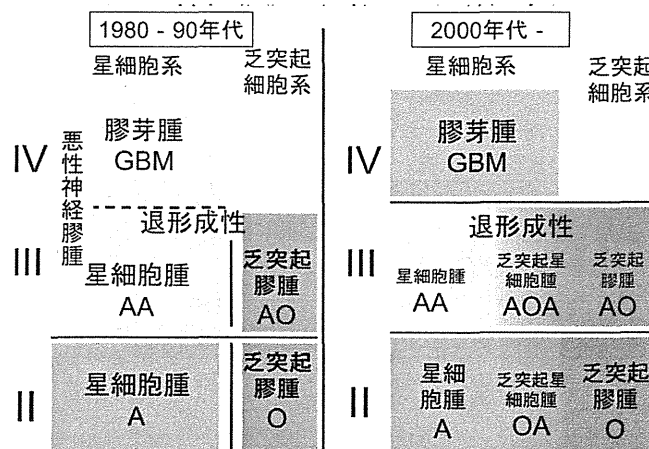 1980 - 90年代
星細胞系
乏突起
細胞系
IV
悪性神経膠腫
膠芽腫
GBM
退形成性
III
星細胞腫
AA
乏突起
膠腫
AO
II
星細胞腫
A
乏突起
膠腫
O
2000年代 -
星細胞系
乏突起
細胞系
IV
膠芽腫
GBM
退形成性
III
星細胞腫
AA
乏突起星
細胞腫
AOA
乏突起
膠腫
AO
II
星細
胞腫
A
乏突起星
細胞腫
OA
乏突起
膠腫
O